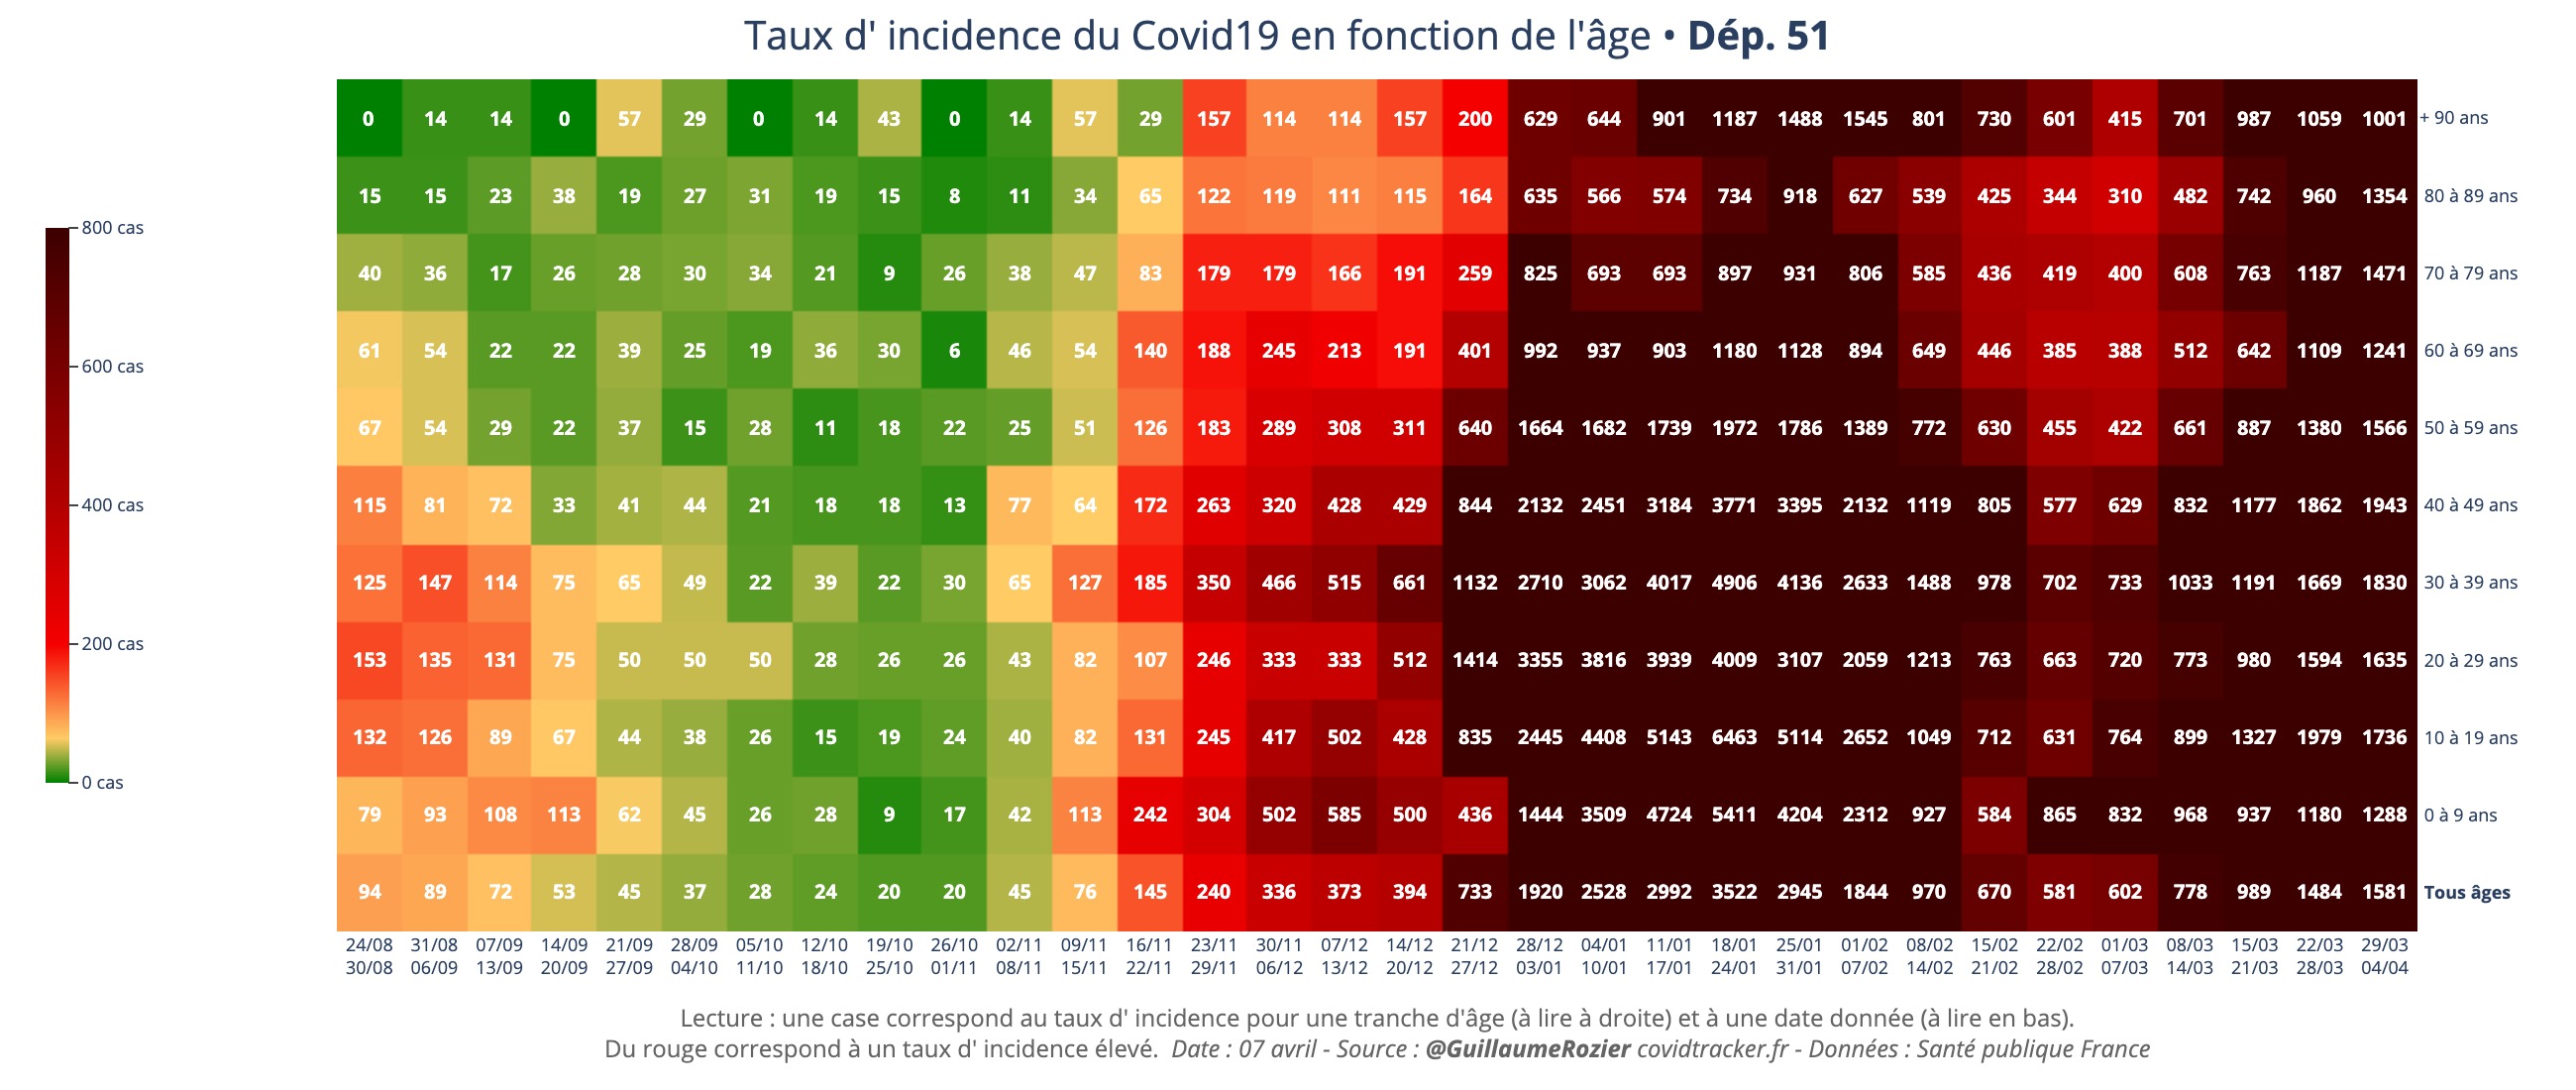 Taux d' incidence du Covid19 en fonction de l'âge • Dép. 51
0 14 14 0 57 29 0 14 43 0 14 57 29 157 114 114 157 200 629 644 901 1187 1488 1545 801 730 601 415 701 987 1059 1001 + 90 ans
15 15 23 38 19 27 31 19 15 8 11 34 65 122 119 111 115 164 635 566 574 734 918 627 539 425 344 310 482 742 960 1354 80 à 89 ans
800 cas
40 36 17 26 28 30 34 21 9 26 38 47 83 179 179 166 191 259 825 693 693 897 931 806 585 436 419 400 608 763 1187 1471 70 à 79 ans
61 54 22 22 39 25 19 36 30 6 46 54 140 188 245 213 191 401 992 937 903 1180 1128 894 649 446 385 388 512 642 1109 1241 60 à 69 ans
600 cas
67 54 29 22 37 15 28 11 18 22 25 51 126 183 289 308 311 640 1664 1682 1739 1972 1786 1389 772 630 455 422 661 887 1380 1566 50 à 59 ans
400 cas
115 81 72 33 41 44 21 18 18 13 77 64 172 263 320 428 429 844 2132 2451 3184 3771 3395 2132 1119 805 577 629 832 1177 1862 1943 40 à 49 ans
125 147 114 75 65 49 22 39 22 30 65 127 185 350 466 515 661 1132 2710 3062 4017 4906 4136 2633 1488 978 702 733 1033 1191 1669 1830 30 à 39 ans
200 cas
153 135 131 75 50 50 50 28 26 26 43 82 107 246 333 333 512 1414 3355 3816 3939 4009 3107 2059 1213 763 663 720 773 980 1594 1635 20 à 29 ans
132 126 89 67 44 38 26 15 19 24 40 82 131 245 417 502 428 835 2445 4408 5143 6463 5114 2652 1049 712 631 764 899 1327 1979 1736 10 à 19 ans
0 cas
79 93 108 113 62 45 26 28 9 17 42 113 242 304 502 585 500 436 1444 3509 4724 5411 4204 2312 927 584 865 832 968 937 1180 1288 0 à 9 ans
94 89 72 53 45 37 28 24 20 20 45 76 145 240 336 373 394 733 1920 2528 2992 3522 2945 1844 970 670 581 602 778 989 1484 1581 Tous âges
24/08 31/08 07/09 14/09 21/09 28/09 05/10 12/10 19/10 26/10 02/11 09/11 16/11 23/11 30/11 07/12 14/12 21/12 28/12 04/01 11/01 18/01 25/01 01/02 08/02 15/02 22/02 01/03 08/03 15/03 22/03 29/03
30/08 06/09 13/09 20/09 27/09 04/10 11/10 18/10 25/10 01/11 08/11 15/11 22/11 29/11 06/12 13/12 20/12 27/12 03/01 10/01 17/01 24/01 31/01 07/02 14/02 21/02 28/02 07/03 14/03 21/03 28/03 04/04
Lecture : une case correspond au taux d' incidence pour une tranche d'âge (à lire à droite) et à une date donnée (à lire en bas).
Du rouge correspond à un taux d' incidence élevé. Date : 07 avril - Source : @GuillaumeRozier covidtracker.fr - Données : Santé publique France